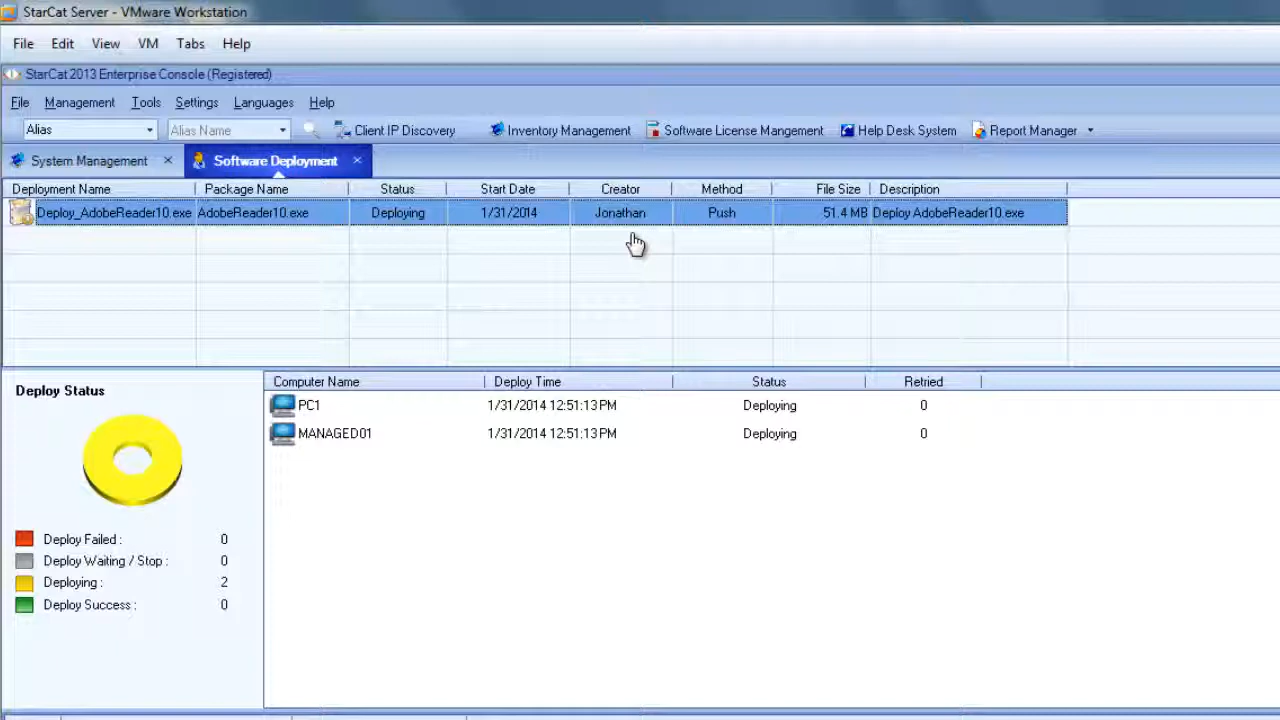 StarCat Server - VMware Workstation
File Edit View VM Tabs Help
StarCat 2013 Enterprise Console (Registered)
File Management Tools Settings Languages Help
Alias Alias Name Client IP Discovery Inventory Management Software License Mangement Help Desk System Report Manager
System Management × Software Deployment ×
Deployment Name Package Name Status Start Date Creator Method File Size Description
Deploy_AdobeReader10.exe AdobeReader10.exe Deploying 1/31/2014 Jonathan Push 51.4 MB Deploy AdobeReader10.exe
Deploy Status
Deploy Failed : 0
Deploy Waiting / Stop : 0
Deploying : 2
Deploy Success : 0
Computer Name Deploy Time Status Retried
PC1 1/31/2014 12:51:13 PM Deploying 0
MANAGED01 1/31/2014 12:51:13 PM Deploying 0